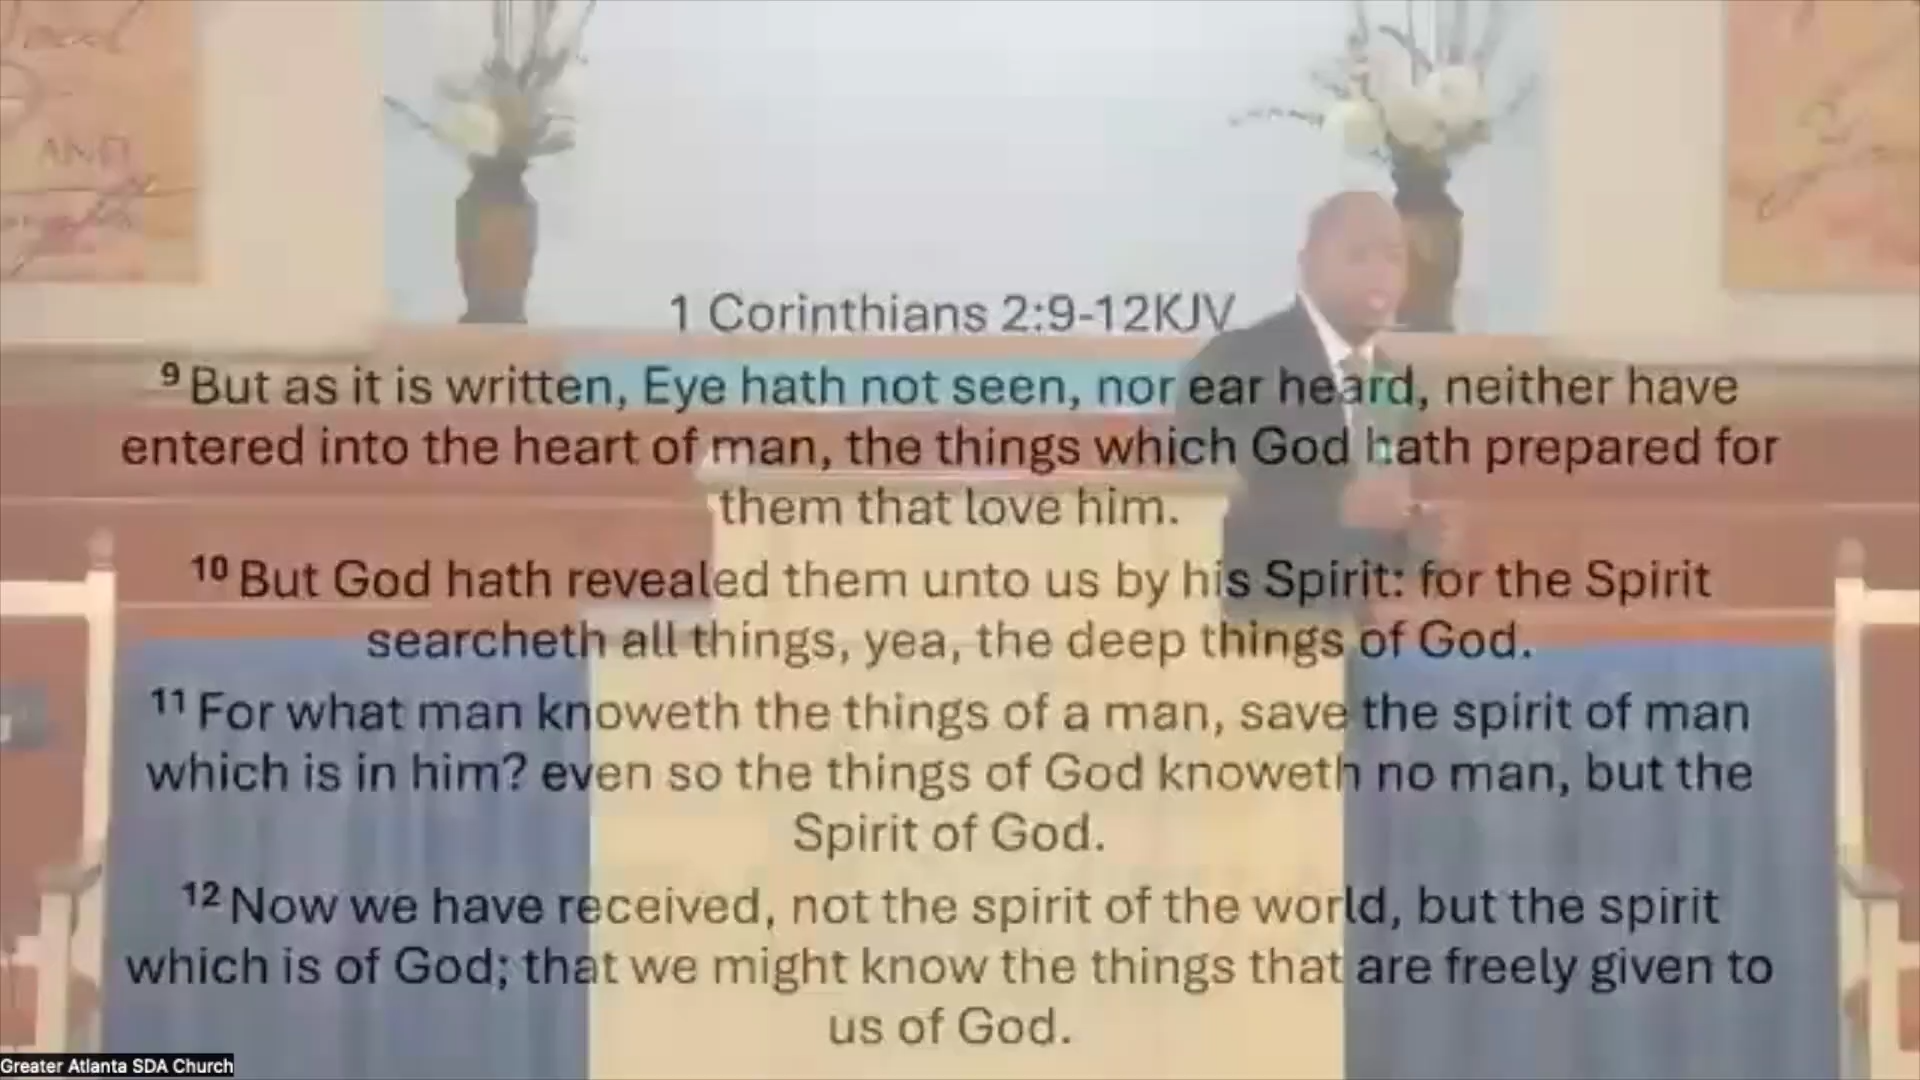 AND
1 Corinthians 2:9-12KJV
9 But as it is written, Eye hath not seen, nor ear heard, neither have
entered into the heart of man, the things which God hath prepared for
them that love him.
10 But God hath revealed them unto us by his Spirit: for the Spirit
searcheth all things, yea, the deep things of God.
11 For what man knoweth the things of a man, save the spirit of man
which is in him? even so the things of God knoweth no man, but the
Spirit of God.
12 Now we have received, not the spirit of the world, but the spirit
which is of God; that we might know the things that are freely given to
us of God.
Greater Atlanta SDA Church